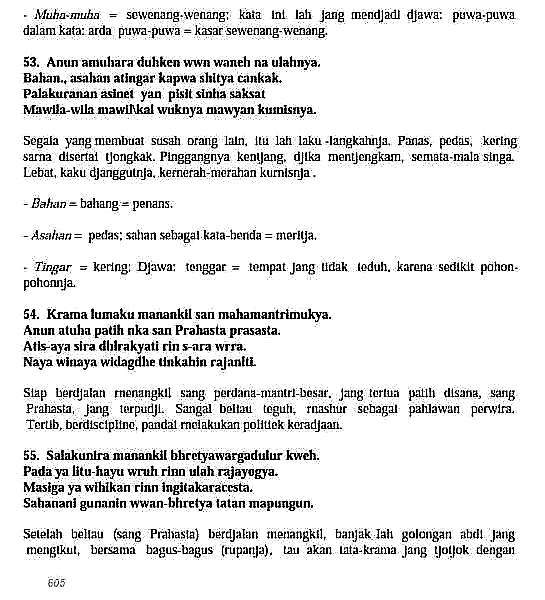 - Muha-muha = sewenang-wenang; kata ini lah jang mendjadi djawa: puwa-puwa
dalam kata: arda puwa-puwa = kasar sewenang-wenang.
53. Anun amuhara duhken wwn waneh na ulahnya.
Bahan., asahan atingar kapwa shitya cankak.
Palakuranan asinet yan pisit sinha saksat
Mawila-wila mawil\kal wuknya mawyan kumisnya.
Segala yang membuat susah orang lain, itu lah laku-langkahnja. Panas, pedas, kering
sama disertai tjongkak. Pinggangnya kentjang, djika mentjengkam, semata-mala singa.
Lebat, kaku djanggutnja, kemerah-merahan kurnisnja .
- Bahan = bahang = penans.
- Asahan = pedas; sahan sebagai kata-benda = meritja.
- Tingar = kering; Djawa: tenggar = tempat jang tidak teduh, karena sedikit pohon-
pohonnja.
54. Krama lumaku manankil san mahamantrimukya.
Anun atuha patih nka san Prahasta prasasta.
Atis-aya sira dhirakyati rin s-ara wrra.
Naya winaya widagdhe tinkahin rajaniti.
Siap berdjalan menangkil sang perdana-mantri-besar, jang tertua patih disana, sang
Prahasta, jang terpudji. Sangat beliau teguh, mashur sebagai pahlawan perwira.
Tertib, berdiscipline, pandai melakukan politiek keradjaan.
55. Salakunira manankil bhretyawargadulur kweh.
Pada ya litu-hayu wruh rinn ulah rajayogya.
Masiga ya wihikan rinn ingitakaracesta.
Sahanani gunanin wwan-bhretya tatan mapungun.
Setelah beliau (sang Prahasta) berdjalan menangkil, banjak lah golongan abdi jang
mengikut, bersama bagus-bagus (rupanja), tau akan tata-krama jang tjotjok dengan
605